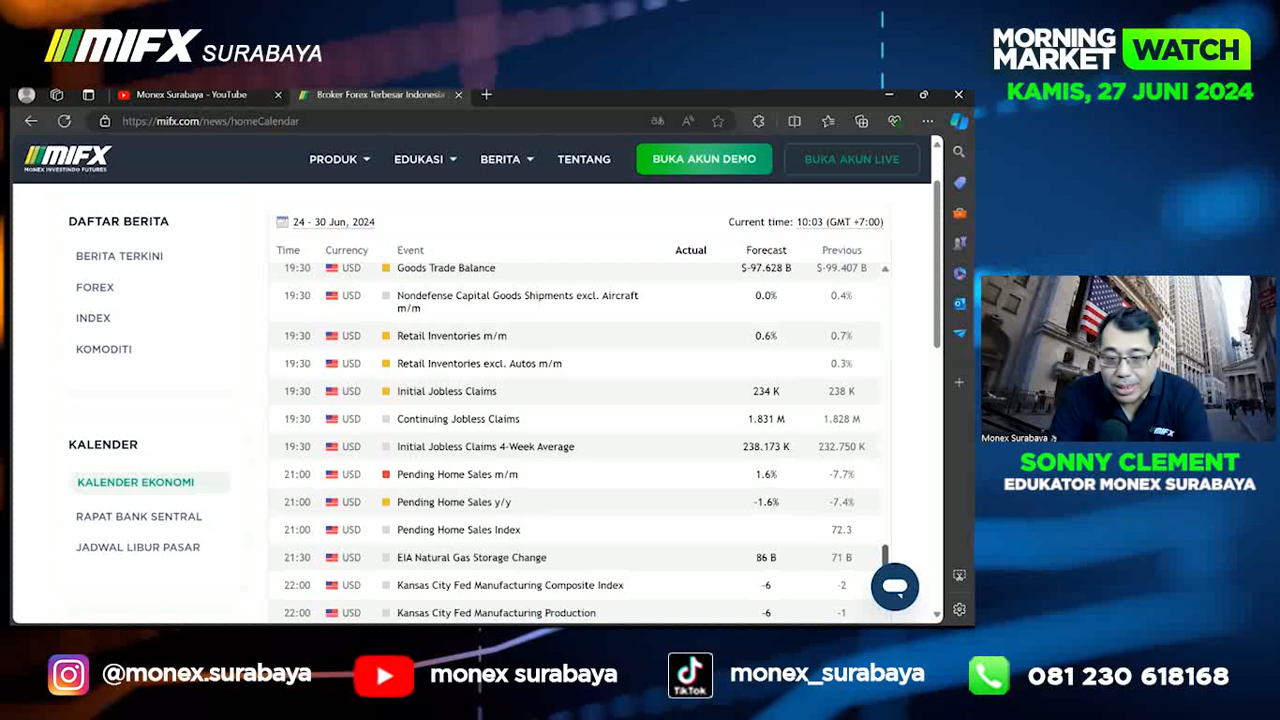 MIFX SURABAYA
MORNING MARKET WATCH
KAMIS, 27 JUNI 2024
Monex Surabaya - YouTube
Broker Forex Terbesar Indonesia
https://mifx.com/news/homeCalendar
MIFX
MONEX INVESTINDO FUTURES
PRODUK
EDUKASI
BERITA
TENTANG
BUKA AKUN DEMO
BUKA AKUN LIVE
DAFTAR BERITA
BERITA TERKINI
FOREX
INDEX
KOMODITI
KALENDER
KALENDER EKONOMI
RAPAT BANK SENTRAL
JADWAL LIBUR PASAR
24 - 30 Jun, 2024
Current time: 10:03 (GMT +7:00)
Time Currency Event Actual Forecast Previous
19:30 USD Goods Trade Balance $-97.628 B $-99.407 B
19:30 USD Nondefense Capital Goods Shipments excl. Aircraft 0.0% 0.4%
m/m
19:30 USD Retail Inventories m/m 0.6% 0.7%
19:30 USD Retail Inventories excl. Autos m/m 0.3%
19:30 USD Initial Jobless Claims 234 K 238 K
19:30 USD Continuing Jobless Claims 1.831 M 1.828 M
19:30 USD Initial Jobless Claims 4-Week Average 238.173 K 232.750 K
21:00 USD Pending Home Sales m/m 1.6% -7.7%
21:00 USD Pending Home Sales y/y -1.6% -7.4%
21:00 USD Pending Home Sales Index 72.3
21:30 USD EIA Natural Gas Storage Change 86 B 71 B
22:00 USD Kansas City Fed Manufacturing Composite Index -6 -2
22:00 USD Kansas City Fed Manufacturing Production -6 -1
MIFX
Monex Surabaya
SONNY CLEMENT
EDUKATOR MONEX SURABAYA
@monex.surabaya
monex surabaya
TikTok
monex_surabaya
081 230 618168